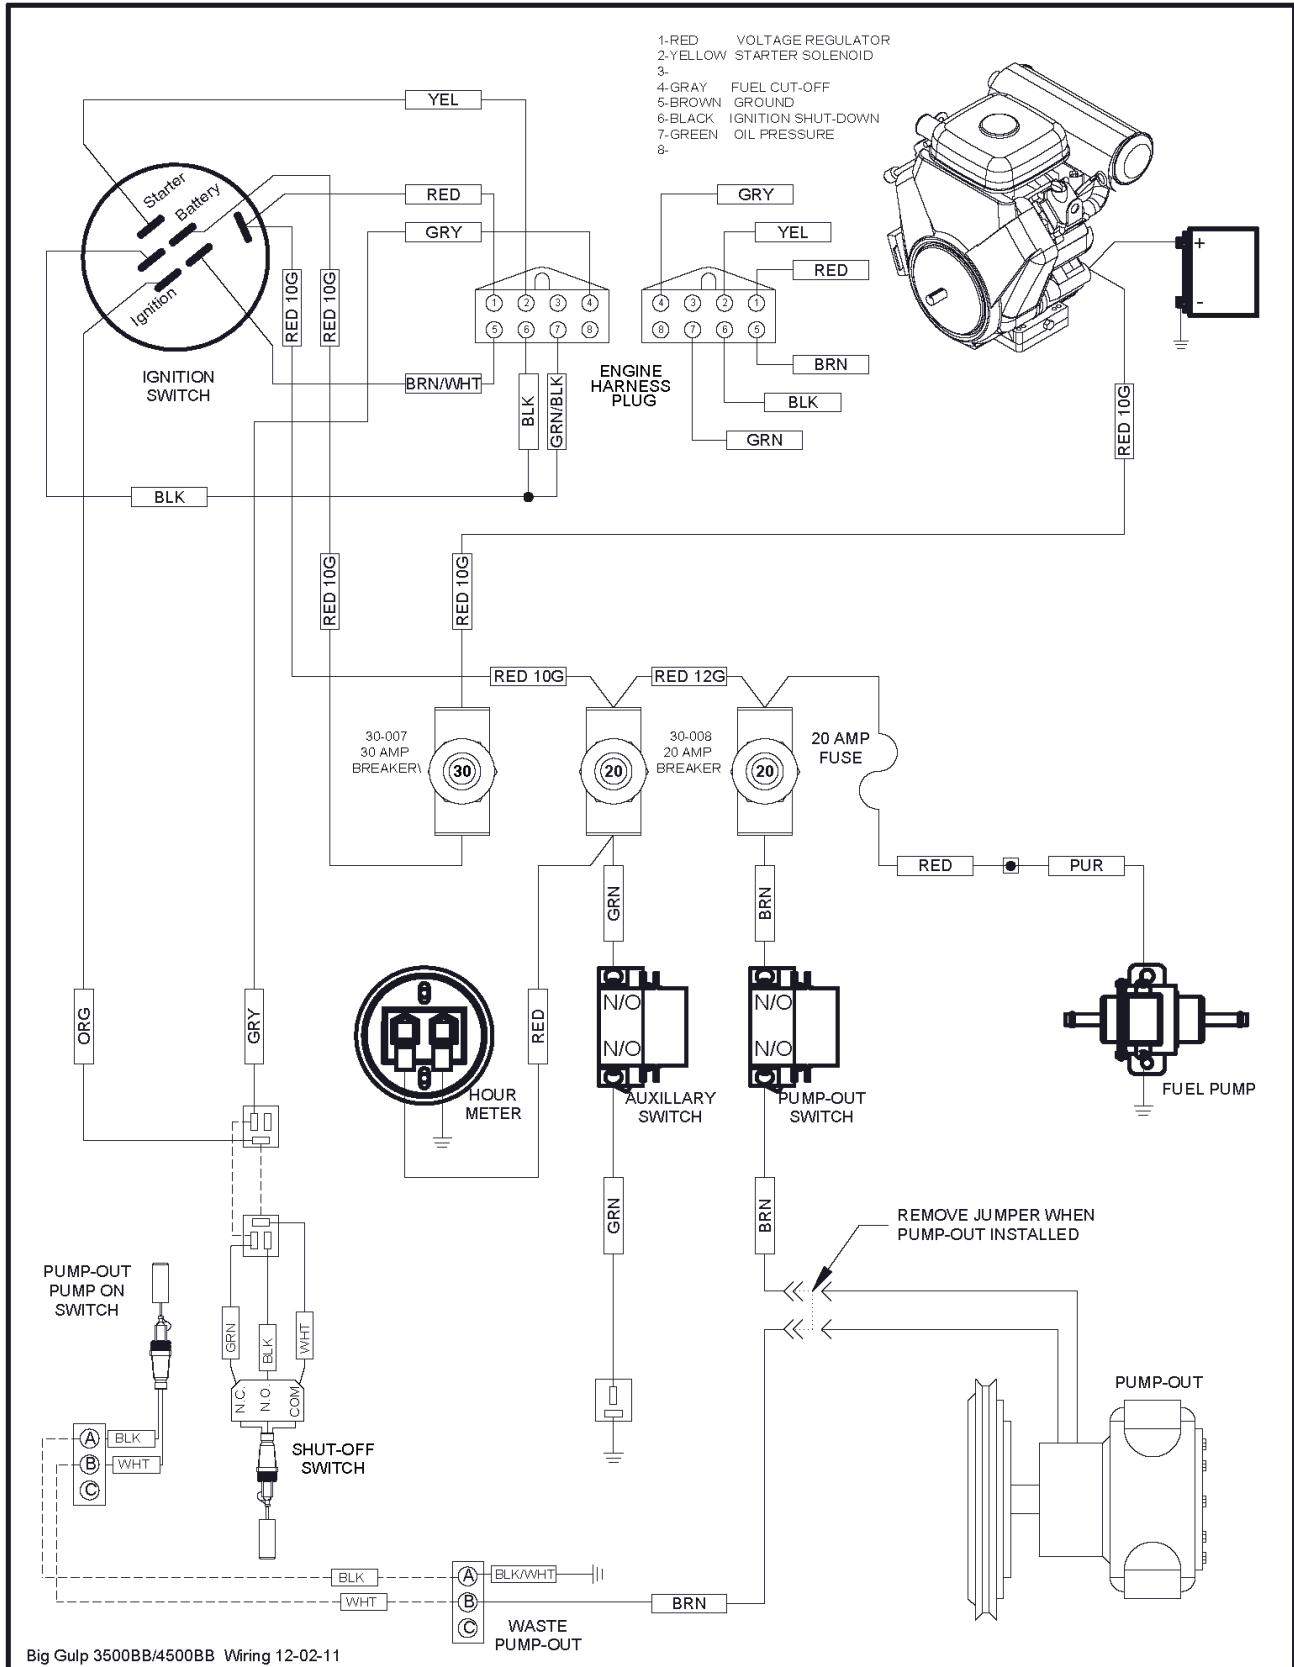 1-RED VOLTAGE REGULATOR
2-YELLOW STARTER SOLENOID
3-
4-GRAY FUEL CUT-OFF
5-BROWN GROUND
6-BLACK IGNITION SHUT-DOWN
7-GREEN OIL PRESSURE
8-
YEL
RED
GRY
Starter
Battery
Ignition
IGNITION
SWITCH
RED 10G
RED 10G
1 2 3 4
5 6 7 8
BRN/WHT
BLK
GRN/BLK
BLK
ENGINE
HARNESS
PLUG
GRY
YEL
RED
4 3 2 1
8 7 6 5
BRN
BLK
GRN
+
-
RED 10G
RED 10G
RED 10G
RED 10G
RED 12G
30-007
30 AMP
BREAKER\
30
20
30-008
20 AMP
BREAKER
20
20 AMP
FUSE
RED
PUR
GRN
BRN
ORG
GRY
RED
HOUR
METER
N/O
N/O
AUXILLARY
SWITCH
N/O
N/O
PUMP-OUT
SWITCH
FUEL PUMP
GRN
BRN
REMOVE JUMPER WHEN
PUMP-OUT INSTALLED
PUMP-OUT
PUMP ON
SWITCH
GRN
BLK
WHT
N.C.
N.O.
COM
SHUT-OFF
SWITCH
A BLK
B WHT
C
PUMP-OUT
BLK
WHT
A BLK/WHT
B
C
BRN
WASTE
PUMP-OUT
Big Gulp 3500BB/4500BB Wiring 12-02-11